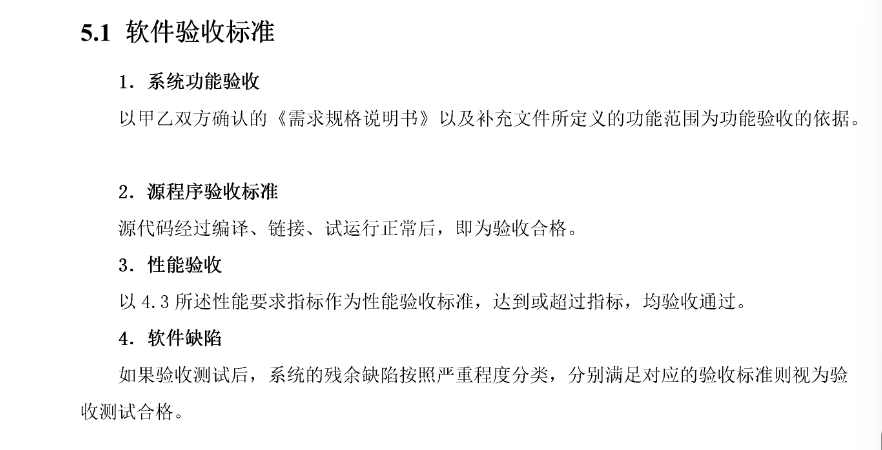 5.1 软件验收标准
1. 系统功能验收
以甲乙双方确认的《需求规格说明书》以及补充文件所定义的功能范围为功能验收的依据。
2. 源程序验收标准
源代码经过编译、链接、试运行正常后，即为验收合格。
3. 性能验收
以 4.3 所述性能要求指标作为性能验收标准，达到或超过指标，均验收通过。
4. 软件缺陷
如果验收测试后，系统的残余缺陷按照严重程度分类，分别满足对应的验收标准则视为验
收测试合格。